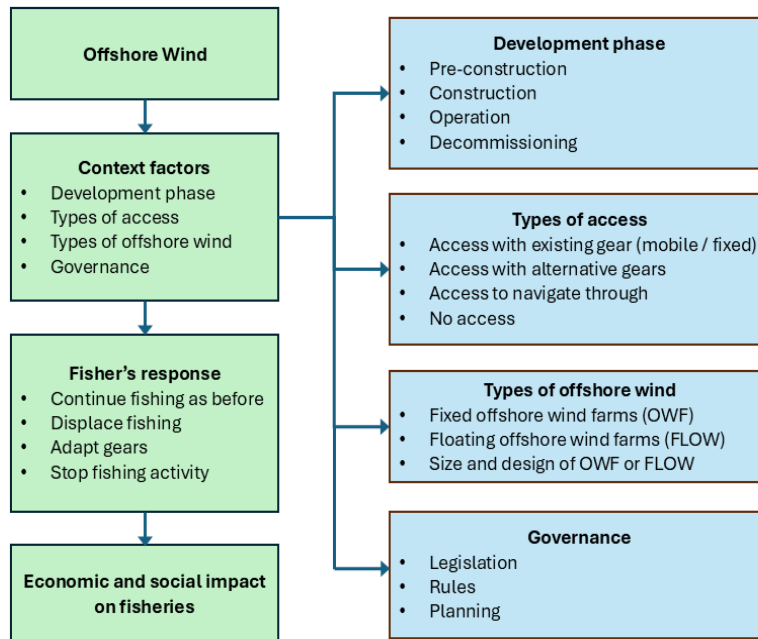 Offshore Wind
Context factors
• Development phase
• Types of access
• Types of offshore wind
• Governance
Fisher’s response
• Continue fishing as before
• Displace fishing
• Adapt gears
• Stop fishing activity
Economic and social impact
on fisheries
Development phase
• Pre-construction
• Construction
• Operation
• Decommissioning
Types of access
• Access with existing gear (mobile / fixed)
• Access with alternative gears
• Access to navigate through
• No access
Types of offshore wind
• Fixed offshore wind farms (OWF)
• Floating offshore wind farms (FLOW)
• Size and design of OWF or FLOW
Governance
• Legislation
• Rules
• Planning